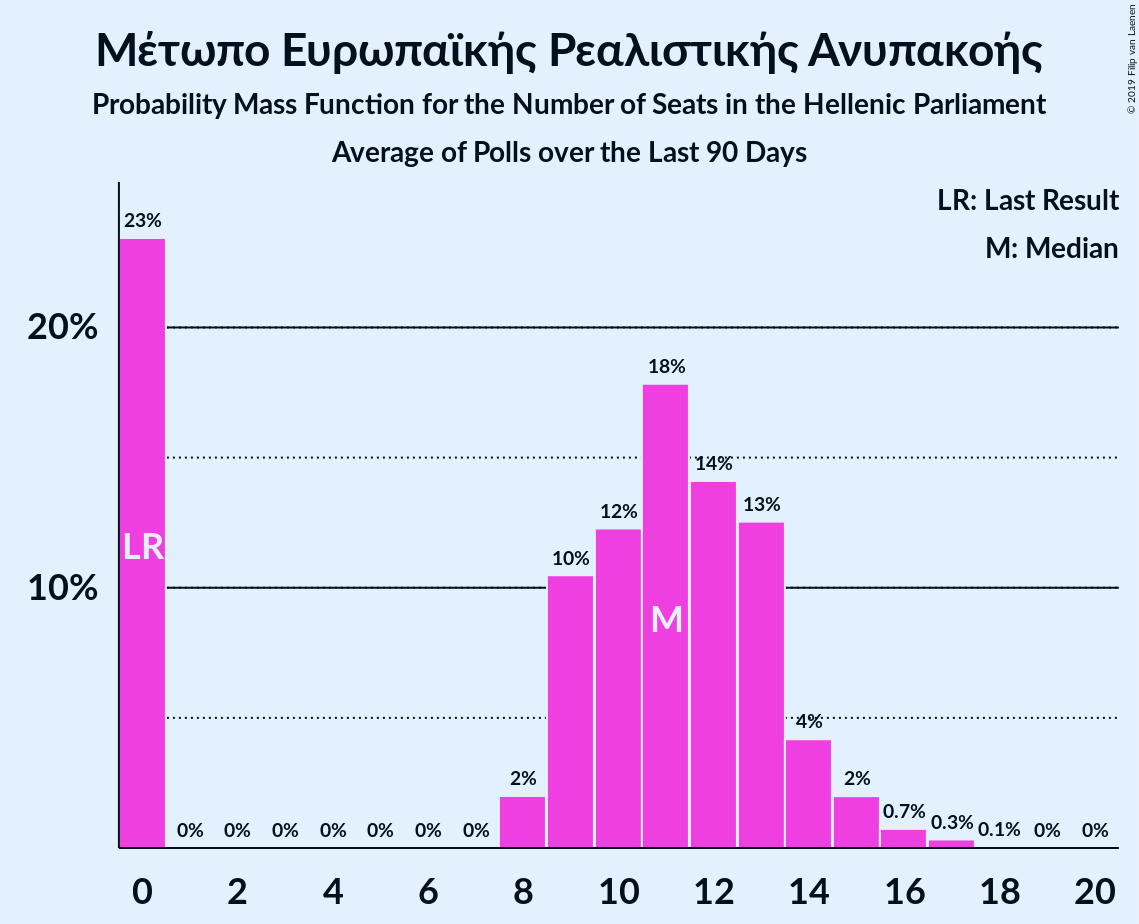 Μέτωπο Ευρωπαϊκής Ρεαλιστικής Ανυπακοής
Probability Mass Function for the Number of Seats in the Hellenic Parliament
Average of Polls over the Last 90 Days
© 2019 Filip van Laenen
LR: Last Result
M: Median
23%
20%
18%
14%
13%
12%
LR
10%
10%
M
4%
2%
2%
0.7%
0.3%
0% 0% 0% 0% 0% 0% 0% 0.1% 0% 0%
0 2 4 6 8 10 12 14 16 18 20